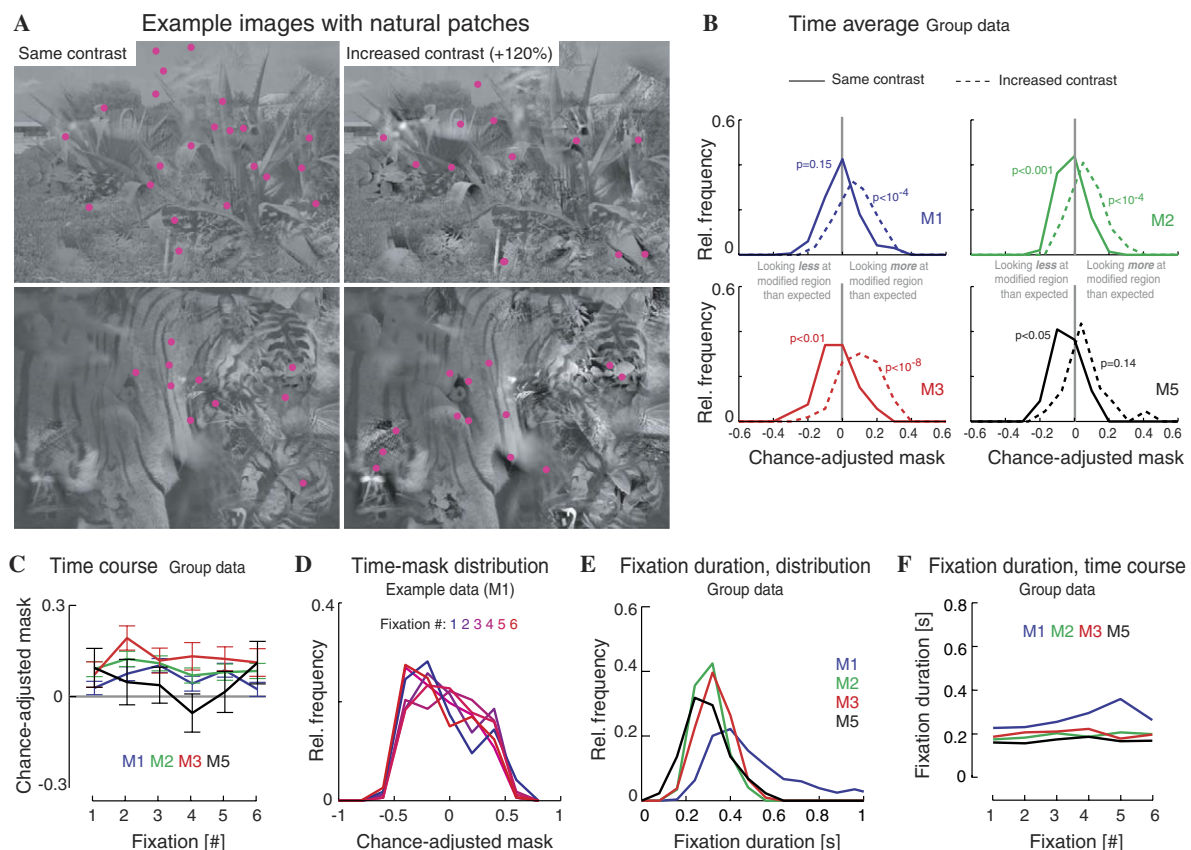 A Example images with natural patches
Same contrast
Increased contrast (+120%)
B Time average Group data
Same contrast
Increased contrast
0.6
Rel. frequency
0
p=0.15
p<10-4
M1
0.6
0
p<0.001
p<10-4
M2
Looking less at
modified region
than expected
Looking more at
modified region
than expected
Looking less at
modified region
than expected
Looking more at
modified region
than expected
0.6
Rel. frequency
0
p<0.01
p<10-8
M3
-0.6 -0.4 -0.2 0 0.2 0.4 0.6
Chance-adjusted mask
p<0.05
p=0.14
M5
-0.6 -0.4 -0.2 0 0.2 0.4 0.6
Chance-adjusted mask
C Time course Group data
0.3
0
-0.3
Chance-adjusted mask
M1 M2 M3 M5
1 2 3 4 5 6
Fixation [#]
D Time-mask distribution
Example data (M1)
0.4
0.2
0
Rel. frequency
Fixation #: 1 2 3 4 5 6
-1 -0.5 0 0.5 1
Chance-adjusted mask
E Fixation duration, distribution
Group data
0.6
0.4
0.2
0
Rel. frequency
M1
M2
M3
M5
0 0.2 0.4 0.6 0.8 1
Fixation duration [s]
F Fixation duration, time course
Group data
0.8
0.6
0.4
0.2
0
Fixation duration [s]
M1 M2 M3 M5
1 2 3 4 5 6
Fixation [#]